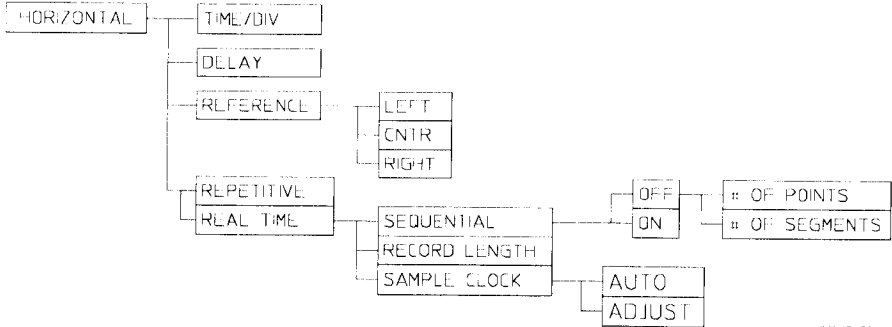 HORIZONTAL
TIME/DIV
DELAY
REFERENCE
LEFT
CNTR
RIGHT
REPETITIVE
REAL TIME
SEQUENTIAL
OFF
# OF POINTS
ON
# OF SEGMENTS
RECORD LENGTH
SAMPLE CLOCK
AUTO
ADJUST